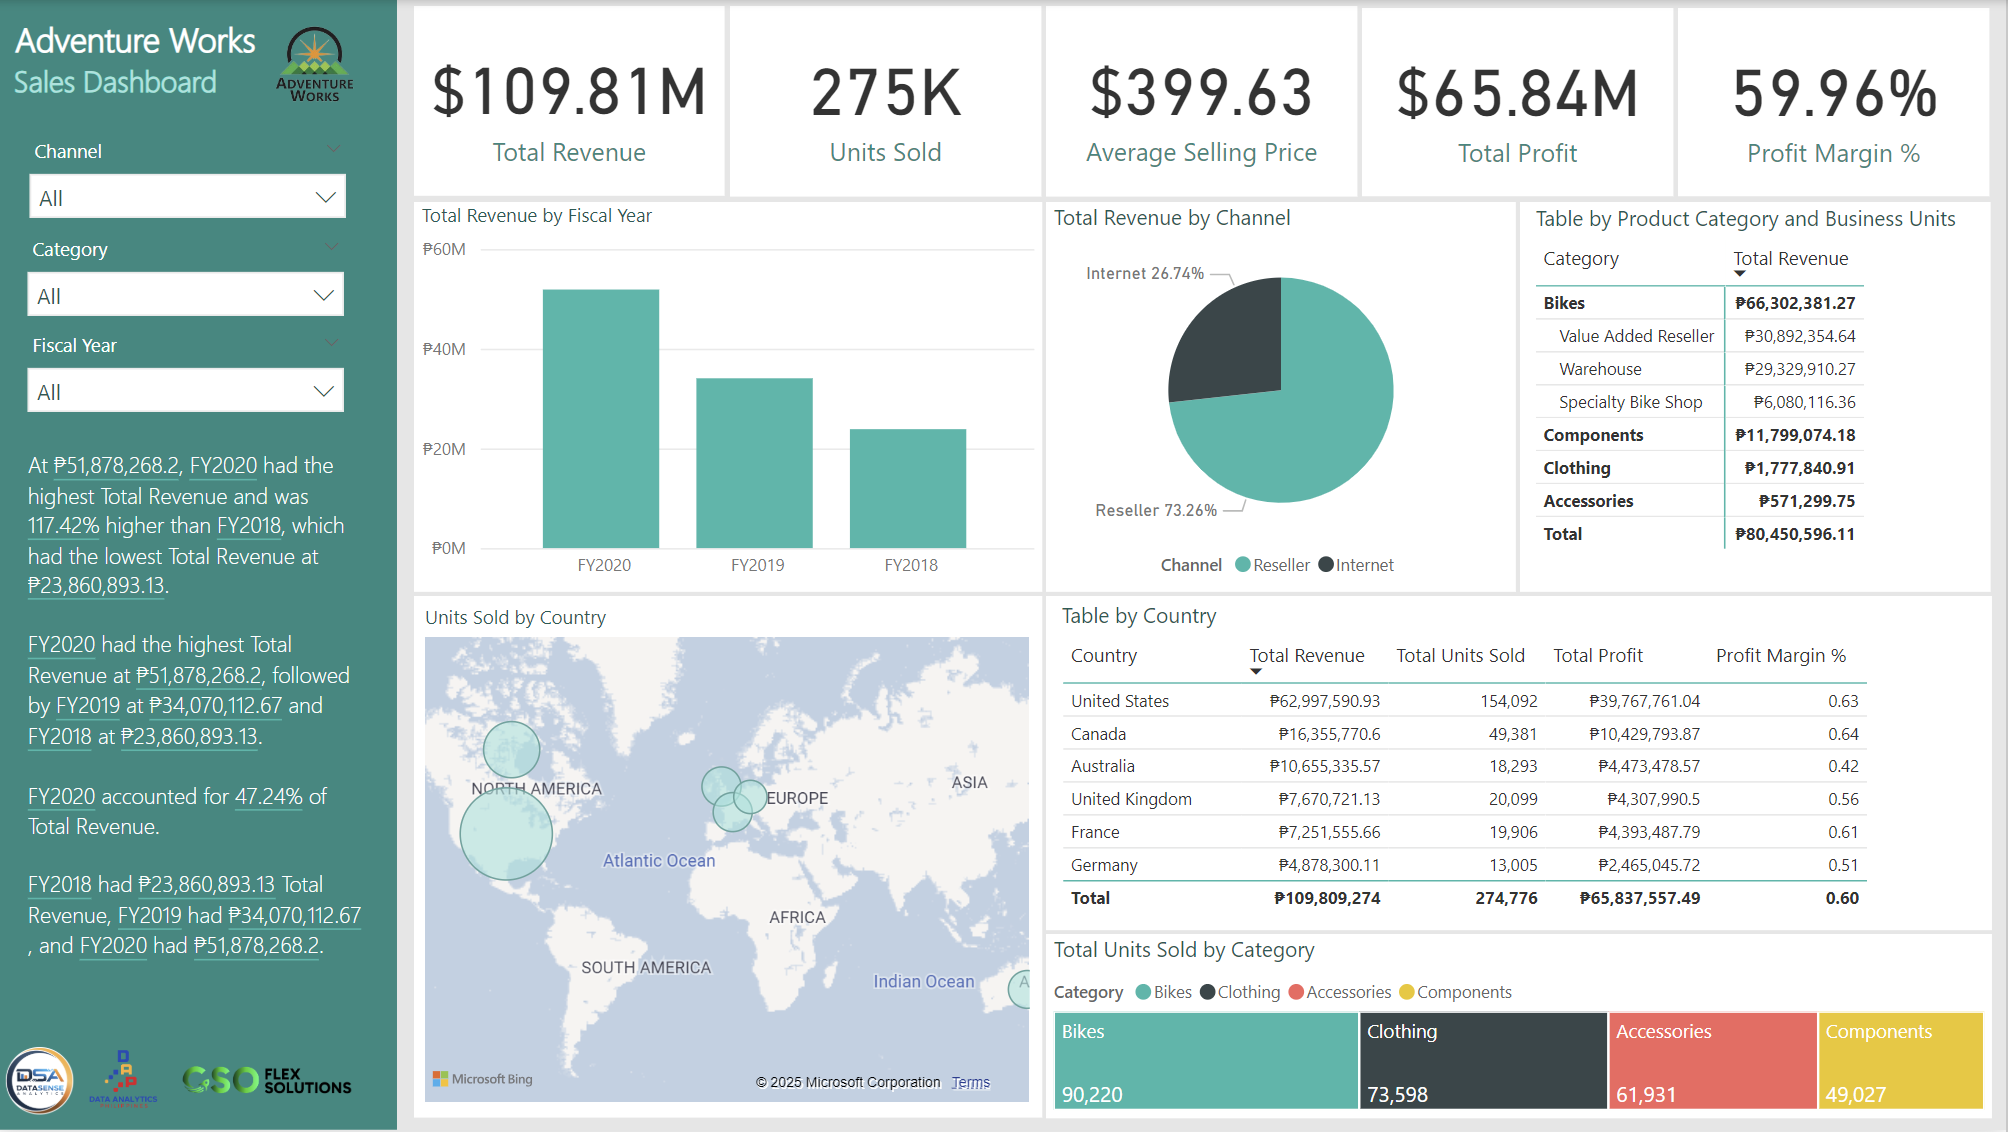 Adventure Works
Sales Dashboard
ADVENTURE
WORKS
Channel
All
Category
All
Fiscal Year
All
At ₱51,878,268.2, FY2020 had the
highest Total Revenue and was
117.42% higher than FY2018, which
had the lowest Total Revenue at
₱23,860,893.13.
FY2020 had the highest Total
Revenue at ₱51,878,268.2, followed
by FY2019 at ₱34,070,112.67 and
FY2018 at ₱23,860,893.13.
FY2020 accounted for 47.24% of
Total Revenue.
FY2018 had ₱23,860,893.13 Total
Revenue, FY2019 had ₱34,070,112.67
, and FY2020 had ₱51,878,268.2.
DSA
DATASENSE
ANALYTICS
DAP
DATA ANALYTICS
PHILIPPINES
CSO FLEX
SOLUTIONS
$109.81M
Total Revenue
275K
Units Sold
$399.63
Average Selling Price
$65.84M
Total Profit
59.96%
Profit Margin %
Total Revenue by Fiscal Year
₱60M
₱40M
₱20M
₱0M
FY2020 FY2019 FY2018
Total Revenue by Channel
Internet 26.74%
Reseller 73.26%
Channel Reseller Internet
Table by Product Category and Business Units
Category Total Revenue
Bikes ₱66,302,381.27
Value Added Reseller ₱30,892,354.64
Warehouse ₱29,329,910.27
Specialty Bike Shop ₱6,080,116.36
Components ₱11,799,074.18
Clothing ₱1,777,840.91
Accessories ₱571,299.75
Total ₱80,450,596.11
Units Sold by Country
NORTH AMERICA
EUROPE
ASIA
Atlantic Ocean
AFRICA
SOUTH AMERICA
Indian Ocean
A
Microsoft Bing
© 2025 Microsoft Corporation Terms
Table by Country
Country Total Revenue Total Units Sold Total Profit Profit Margin %
United States ₱62,997,590.93 154,092 ₱39,767,761.04 0.63
Canada ₱16,355,770.6 49,381 ₱10,429,793.87 0.64
Australia ₱10,655,335.57 18,293 ₱4,473,478.57 0.42
United Kingdom ₱7,670,721.13 20,099 ₱4,307,990.5 0.56
France ₱7,251,555.66 19,906 ₱4,393,487.79 0.61
Germany ₱4,878,300.11 13,005 ₱2,465,045.72 0.51
Total ₱109,809,274 274,776 ₱65,837,557.49 0.60
Total Units Sold by Category
Category Bikes Clothing Accessories Components
Bikes Clothing Accessories Components
90,220 73,598 61,931 49,027